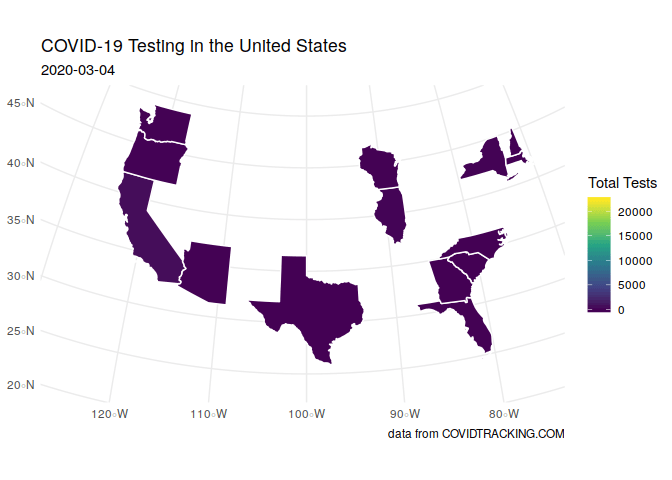 COVID-19 Testing in the United States
2020-03-04
45°N
40°N
35°N
30°N
25°N
20°N
120°W
110°W
100°W
90°W
80°W
Total Tests
20000
15000
10000
5000
0
data from COVIDTRACKING.COM